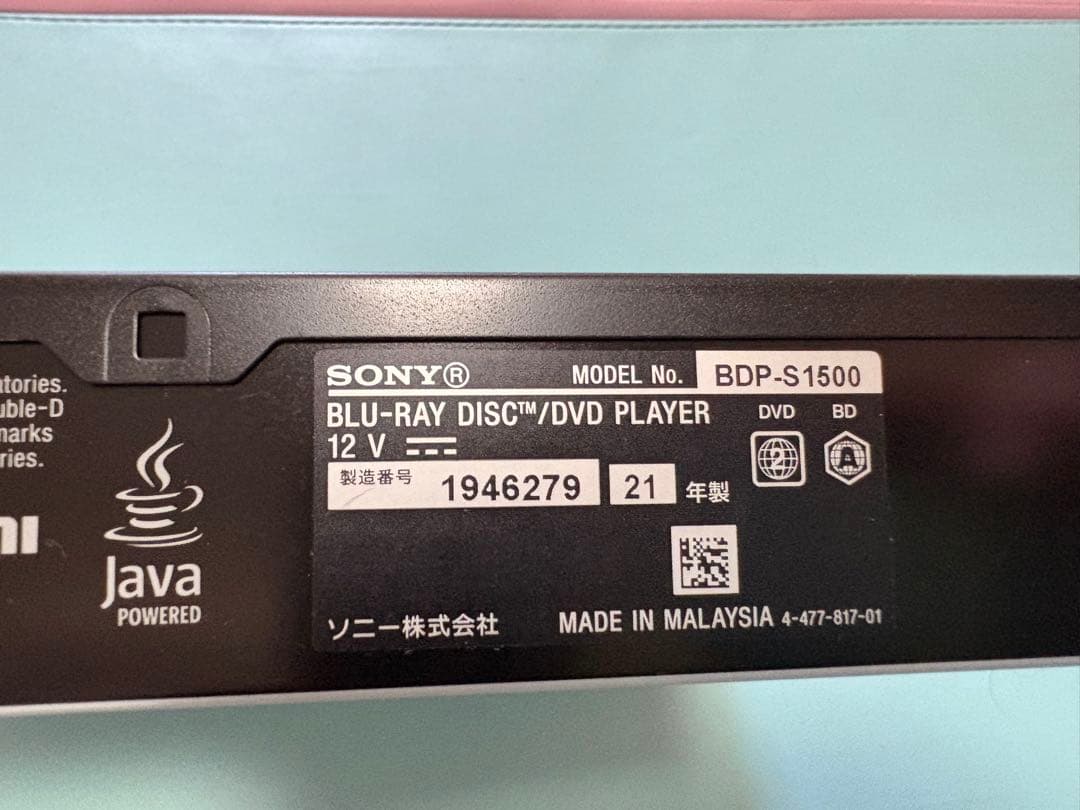 atories.
uble-D
marks
ries.
mi
Java
POWERED
SONY®
MODEL No. BDP-S1500
BLU-RAY DISC™/DVD PLAYER
DVD BD
12 V
2 A
製造番号 1946279 21 年製
ソニー株式会社
MADE IN MALAYSIA 4-477-817-01